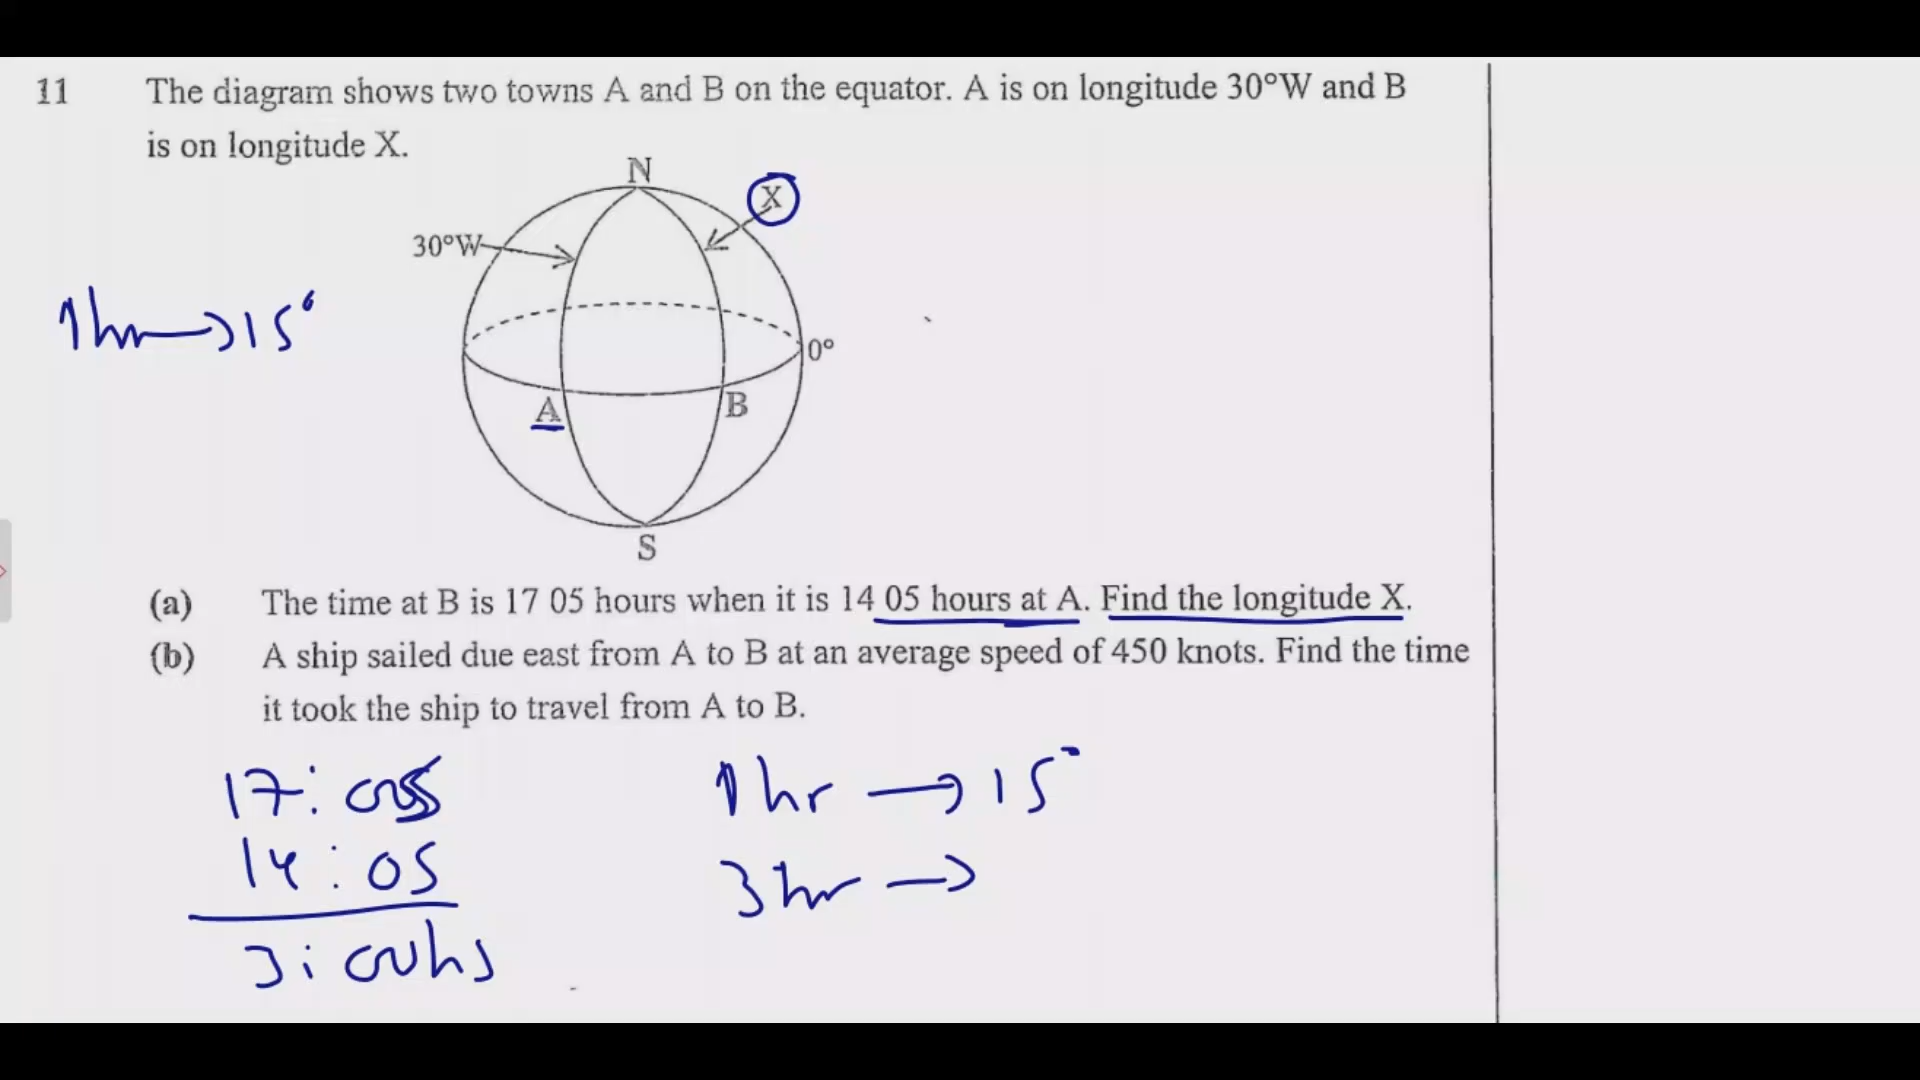 11 The diagram shows two towns A and B on the equator. A is on longitude 30°W and B
is on longitude X.
N
X
30°W
1hr → 15°
0°
A
B
S
(a) The time at B is 17 05 hours when it is 14 05 hours at A. Find the longitude X.
(b) A ship sailed due east from A to B at an average speed of 450 knots. Find the time
it took the ship to travel from A to B.
17 : 05
1hr → 15°
14 : 05
3hr →
3 :